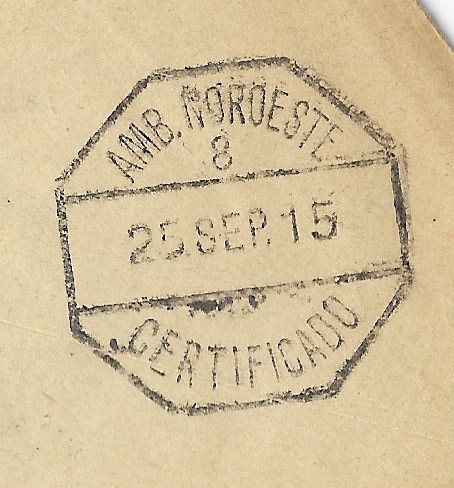 AMB. NOROESTE
8
25.SEP.15
CERTIFICADO